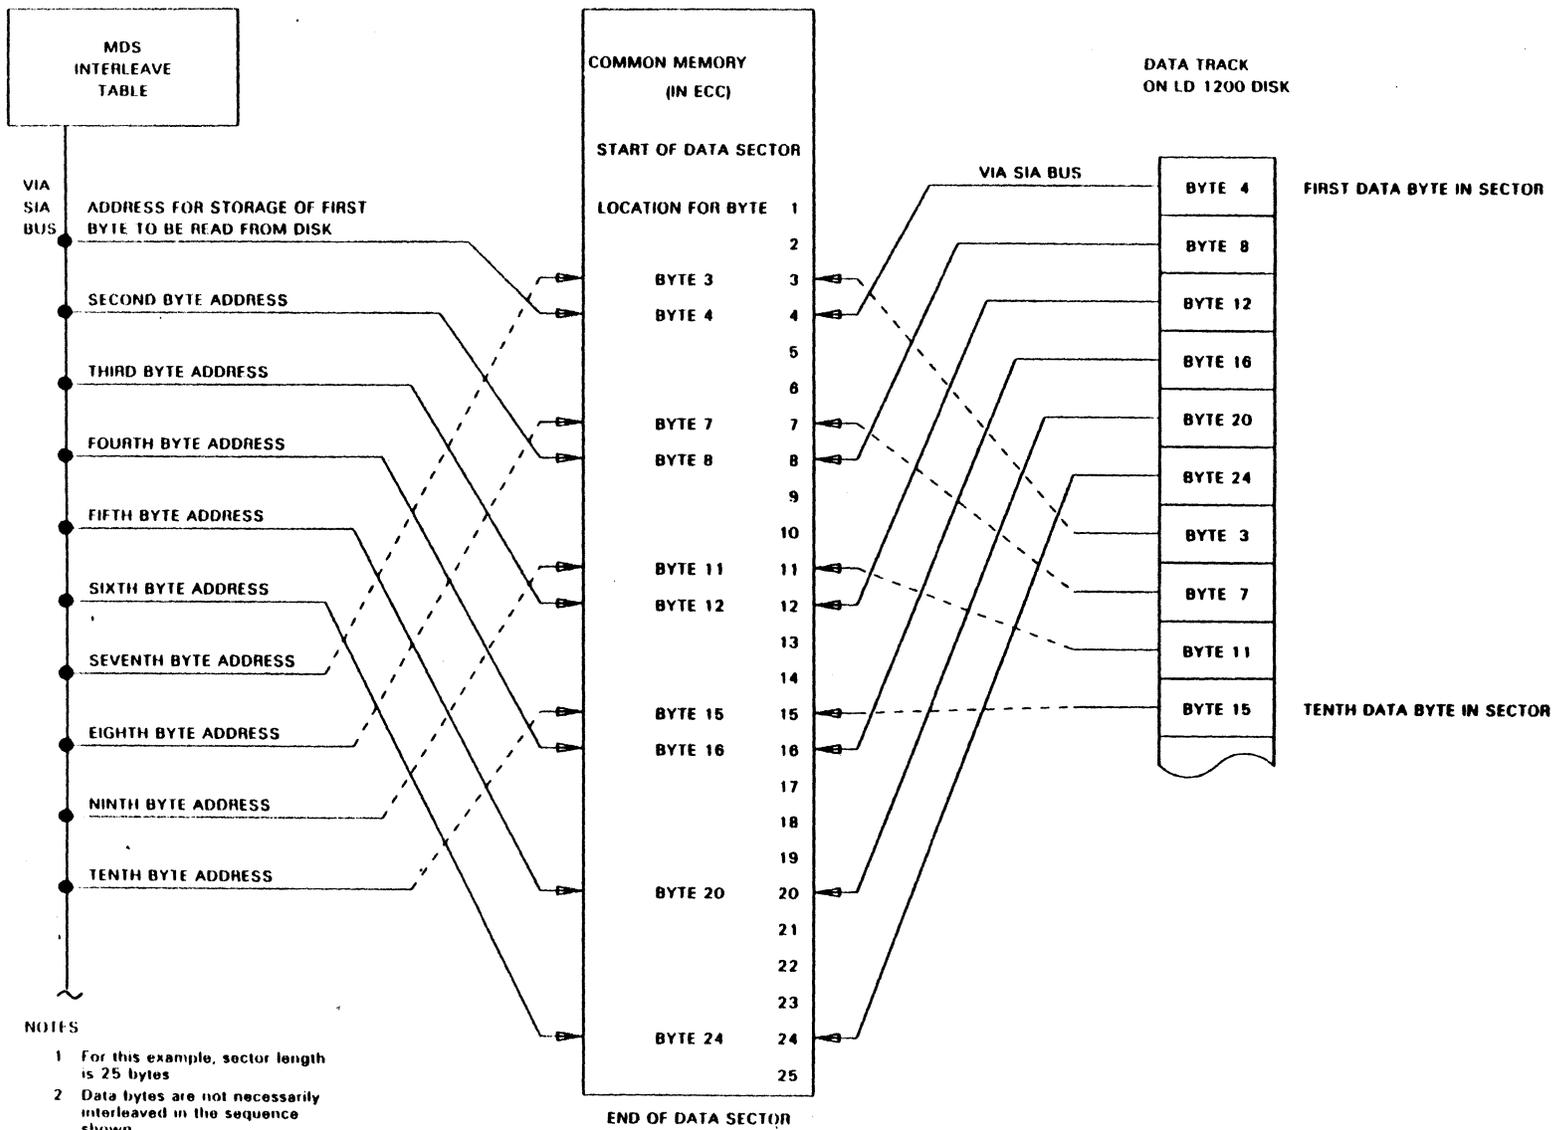 MDS
INTERLEAVE
TABLE
VIA
SIA
BUS
ADDRESS FOR STORAGE OF FIRST
BYTE TO BE READ FROM DISK
SECOND BYTE ADDRESS
THIRD BYTE ADDRESS
FOURTH BYTE ADDRESS
FIFTH BYTE ADDRESS
SIXTH BYTE ADDRESS
SEVENTH BYTE ADDRESS
EIGHTH BYTE ADDRESS
NINTH BYTE ADDRESS
TENTH BYTE ADDRESS
NOTES
1 For this example, sector length
is 25 bytes
2 Data bytes are not necessarily
interleaved in the sequence
shown
COMMON MEMORY
(IN ECC)
START OF DATA SECTOR
LOCATION FOR BYTE 1
2
BYTE 3 3
BYTE 4 4
5
6
BYTE 7 7
BYTE 8 8
9
10
BYTE 11 11
BYTE 12 12
13
14
BYTE 15 15
BYTE 16 16
17
18
19
BYTE 20 20
21
22
23
BYTE 24 24
25
END OF DATA SECTOR
DATA TRACK
ON LD 1200 DISK
VIA SIA BUS
BYTE 4 FIRST DATA BYTE IN SECTOR
BYTE 8
BYTE 12
BYTE 16
BYTE 20
BYTE 24
BYTE 3
BYTE 7
BYTE 11
BYTE 15 TENTH DATA BYTE IN SECTOR